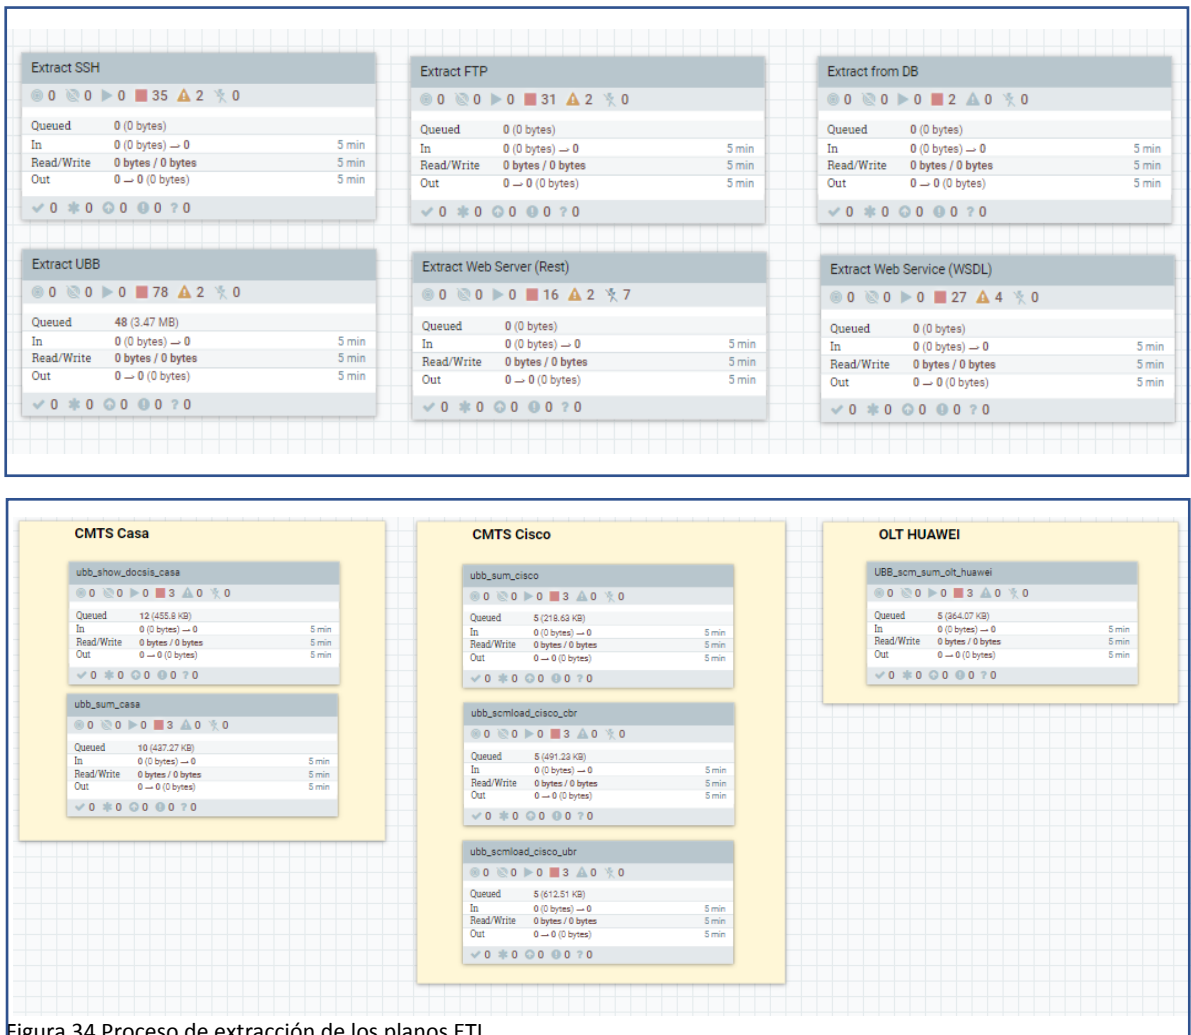 Extract SSH
0 0 0 35 2 0
Queued 0 (0 bytes)
In 0 (0 bytes) → 0 5 min
Read/Write 0 bytes / 0 bytes 5 min
Out 0 → 0 (0 bytes) 5 min
0 0 0 0 ? 0
Extract FTP
0 0 0 31 2 0
Queued 0 (0 bytes)
In 0 (0 bytes) → 0 5 min
Read/Write 0 bytes / 0 bytes 5 min
Out 0 → 0 (0 bytes) 5 min
0 0 0 0 ? 0
Extract from DB
0 0 0 2 0 0
Queued 0 (0 bytes)
In 0 (0 bytes) → 0 5 min
Read/Write 0 bytes / 0 bytes 5 min
Out 0 → 0 (0 bytes) 5 min
0 0 0 0 ? 0
Extract UBB
0 0 0 78 2 0
Queued 48 (3.47 MB)
In 0 (0 bytes) → 0 5 min
Read/Write 0 bytes / 0 bytes 5 min
Out 0 → 0 (0 bytes) 5 min
0 0 0 0 ? 0
Extract Web Server (Rest)
0 0 0 16 2 7
Queued 0 (0 bytes)
In 0 (0 bytes) → 0 5 min
Read/Write 0 bytes / 0 bytes 5 min
Out 0 → 0 (0 bytes) 5 min
0 0 0 0 ? 0
Extract Web Service (WSDL)
0 0 0 27 4 0
Queued 0 (0 bytes)
In 0 (0 bytes) → 0 5 min
Read/Write 0 bytes / 0 bytes 5 min
Out 0 → 0 (0 bytes) 5 min
0 0 0 0 ? 0
CMTS Casa
ubb_show_docsis_casa
0 0 0 3 0 0
Queued 12 (455.8 KB)
In 0 (0 bytes) → 0 5 min
Read/Write 0 bytes / 0 bytes 5 min
Out 0 → 0 (0 bytes) 5 min
0 0 0 0 ? 0
ubb_sum_casa
0 0 0 3 0 0
Queued 10 (437.27 KB)
In 0 (0 bytes) → 0 5 min
Read/Write 0 bytes / 0 bytes 5 min
Out 0 → 0 (0 bytes) 5 min
0 0 0 0 ? 0
CMTS Cisco
ubb_sum_cisco
0 0 0 3 0 0
Queued 5 (218.63 KB)
In 0 (0 bytes) → 0 5 min
Read/Write 0 bytes / 0 bytes 5 min
Out 0 → 0 (0 bytes) 5 min
0 0 0 0 ? 0
ubb_scmload_cisco_cbr
0 0 0 3 0 0
Queued 5 (491.23 KB)
In 0 (0 bytes) → 0 5 min
Read/Write 0 bytes / 0 bytes 5 min
Out 0 → 0 (0 bytes) 5 min
0 0 0 0 ? 0
ubb_scmload_cisco_ubr
0 0 0 3 0 0
Queued 5 (612.51 KB)
In 0 (0 bytes) → 0 5 min
Read/Write 0 bytes / 0 bytes 5 min
Out 0 → 0 (0 bytes) 5 min
0 0 0 0 ? 0
OLT HUAWEI
UBB_scm_sum_olt_huawei
0 0 0 3 0 0
Queued 5 (364.07 KB)
In 0 (0 bytes) → 0 5 min
Read/Write 0 bytes / 0 bytes 5 min
Out 0 → 0 (0 bytes) 5 min
0 0 0 0 ? 0
Figura 34 Proceso de extracción de los planos ETL